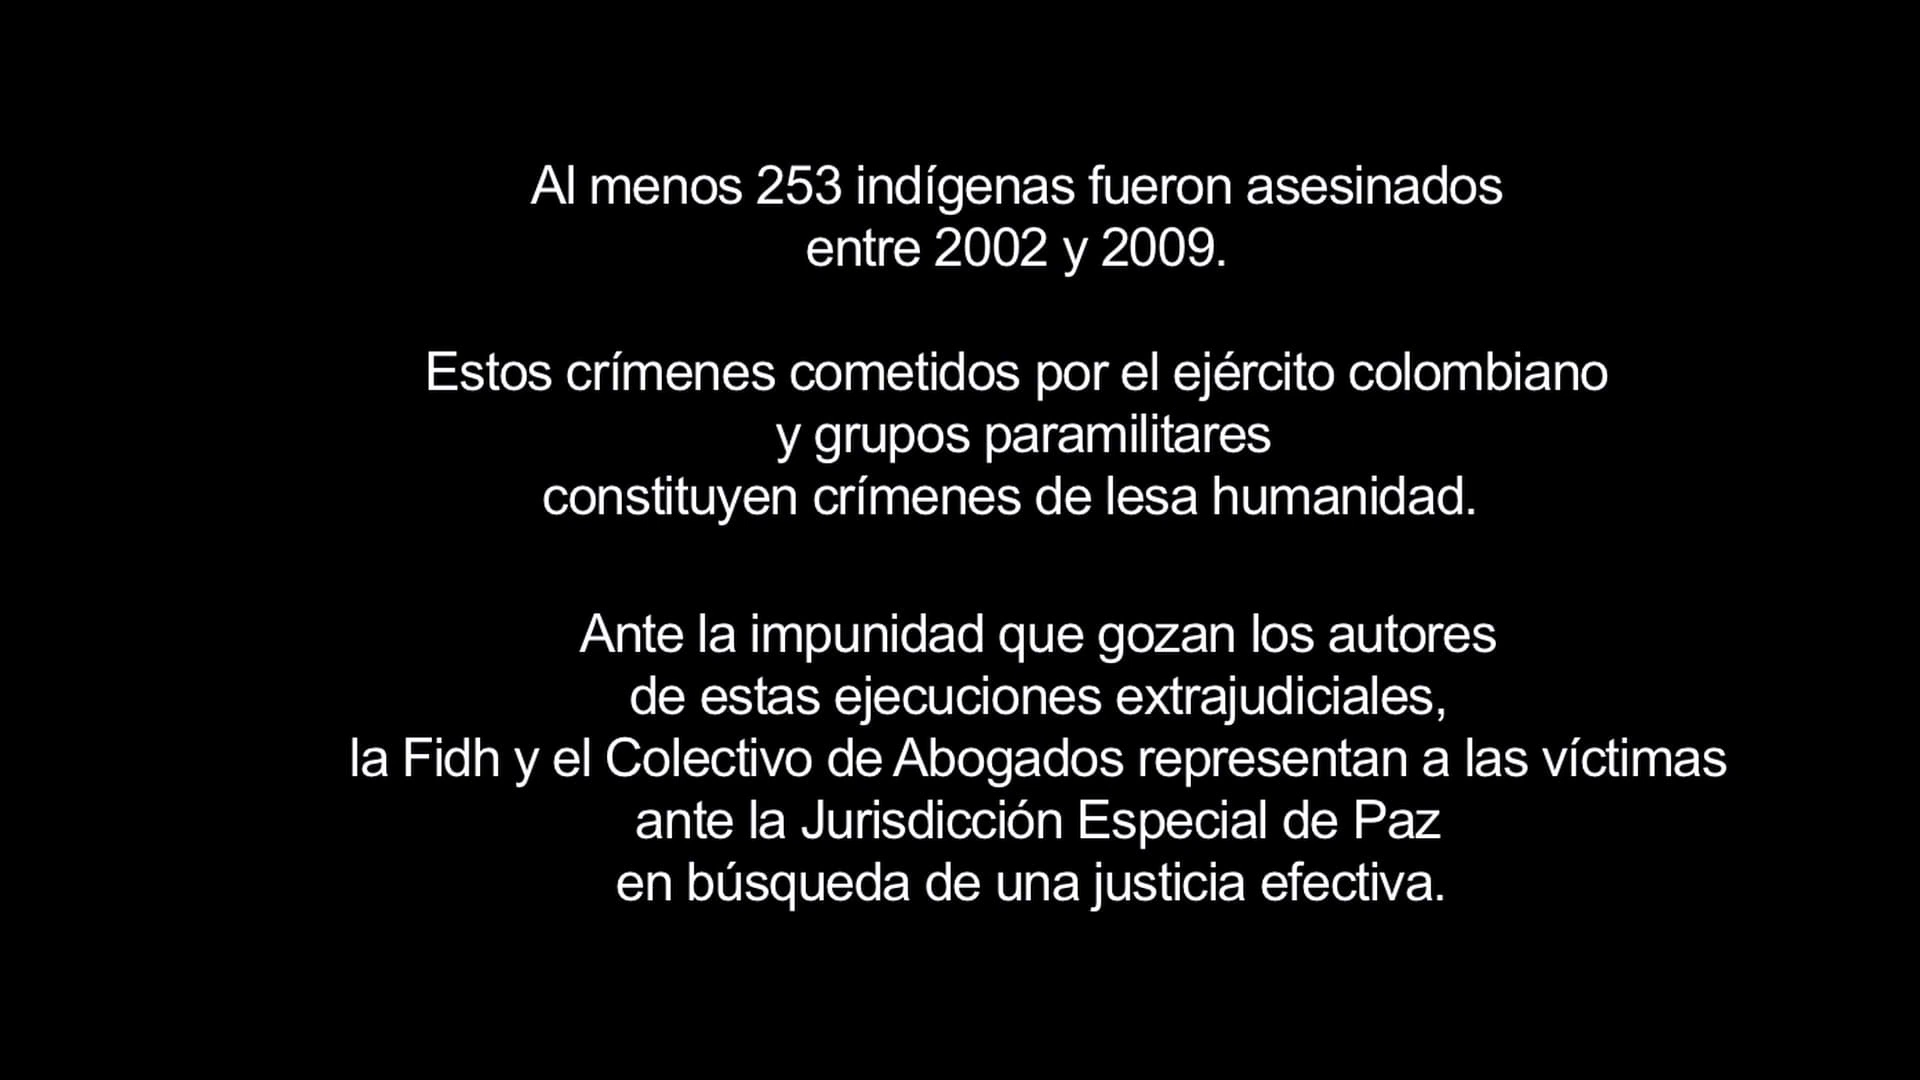 Al menos 253 indígenas fueron asesinados
entre 2002 y 2009.
Estos crímenes cometidos por el ejército colombiano
y grupos paramilitares
constituyen crímenes de lesa humanidad.
Ante la impunidad que gozan los autores
de estas ejecuciones extrajudiciales,
la Fidh y el Colectivo de Abogados representan a las víctimas
ante la Jurisdicción Especial de Paz
en búsqueda de una justicia efectiva.